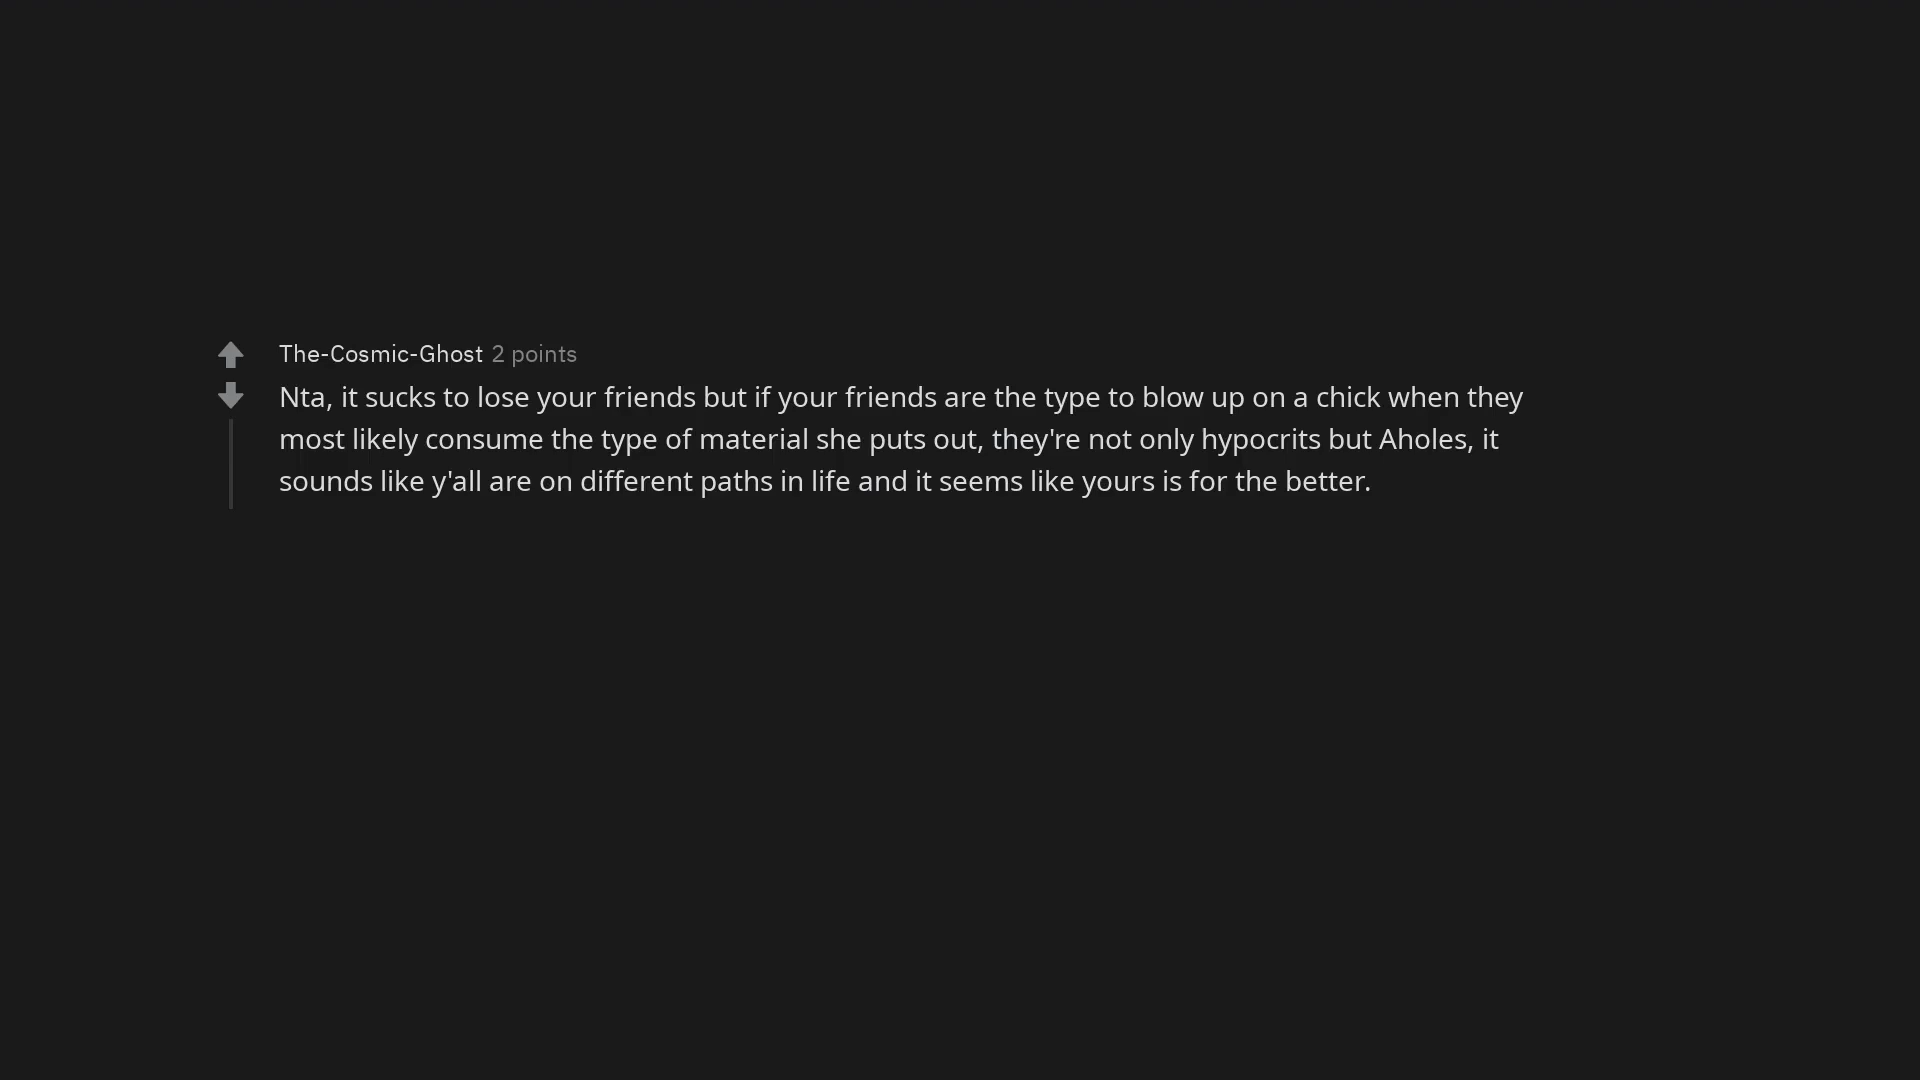 The-Cosmic-Ghost 2 points
Nta, it sucks to lose your friends but if your friends are the type to blow up on a chick when they
most likely consume the type of material she puts out, they're not only hypocrits but Aholes, it
sounds like y'all are on different paths in life and it seems like yours is for the better.